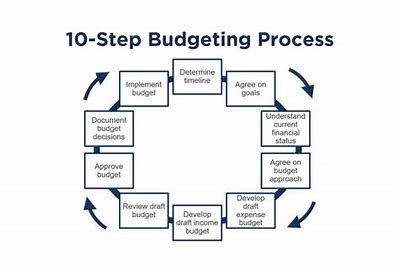 10-Step Budgeting Process
Determine
timeline
Agree on
goals
Understand
current
financial
status
Agree on
budget
approach
Develop
draft
expense
budget
Develop
draft income
budget
Review draft
budget
Approve
budget
Document
budget
decisions
Implement
budget